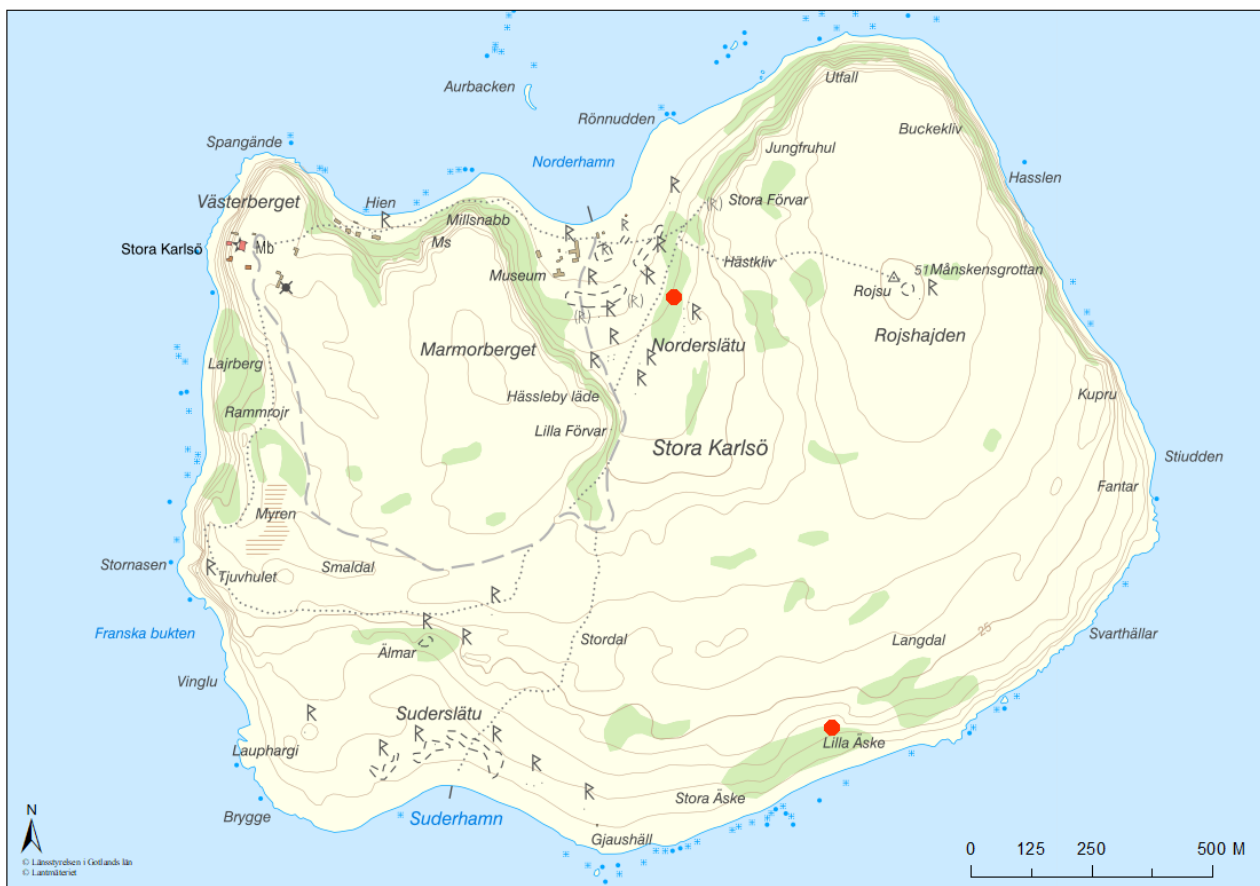 Utfall
Aurbacken
Rönnudden
Buckekliv
Spangände
Jungfruhul
Norderhamn
Hasslen
Västerberget
Hien
Stora Förvar
(R)
Millsnabb
Stora Karlsö
Mb
Ms
R
Museum
Hästkliv
51
Månskensgrottan
Rojsu
(R)
(R)
Rojshajden
Norderslätu
Marmorberget
Lajrberg
Hässleby läde
Kupru
Rammrojr
Lilla Förvar
Stora Karlsö
Stiudden
Fantar
Myren
Stornasen
Tjuvhulet
Smaldal
Franska bukten
25
Svarthällar
Stordal
Langdal
Älmar
Vinglu
Suderslätu
Lauphargi
Lilla Äske
Stora Äske
Brygge
Suderhamn
Gjaushäll
N
© Länsstyrelsen i Gotlands län
© Lantmäteriet
0 125 250 500 M